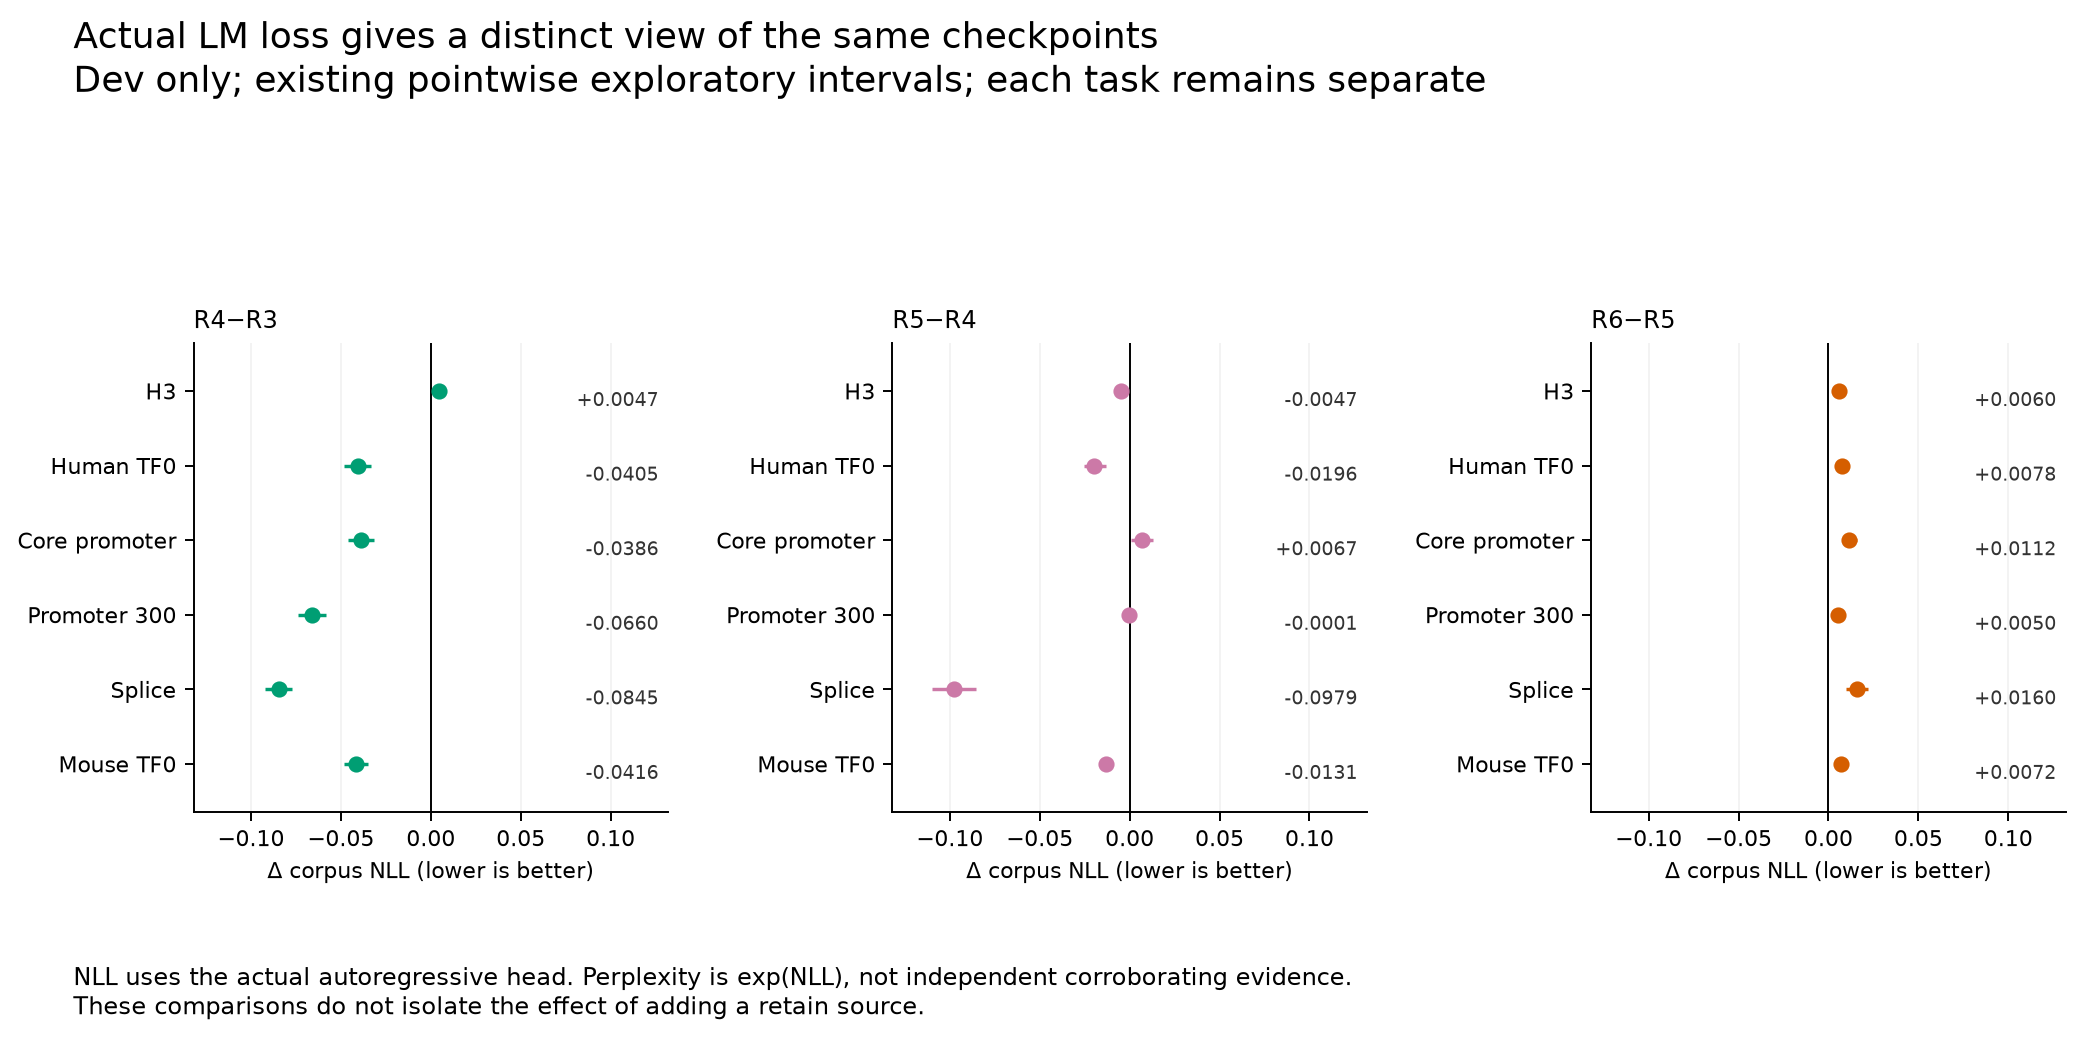 Actual LM loss gives a distinct view of the same checkpoints
Dev only; existing pointwise exploratory intervals; each task remains separate
R4−R3
H3
+0.0047
Human TF0
-0.0405
Core promoter
-0.0386
Promoter 300
-0.0660
Splice
-0.0845
Mouse TF0
-0.0416
−0.10 −0.05 0.00 0.05 0.10
Δ corpus NLL (lower is better)
R5−R4
H3
-0.0047
Human TF0
-0.0196
Core promoter
+0.0067
Promoter 300
-0.0001
Splice
-0.0979
Mouse TF0
-0.0131
−0.10 −0.05 0.00 0.05 0.10
Δ corpus NLL (lower is better)
R6−R5
H3
+0.0060
Human TF0
+0.0078
Core promoter
+0.0112
Promoter 300
+0.0050
Splice
+0.0160
Mouse TF0
+0.0072
−0.10 −0.05 0.00 0.05 0.10
Δ corpus NLL (lower is better)
NLL uses the actual autoregressive head. Perplexity is exp(NLL), not independent corroborating evidence.
These comparisons do not isolate the effect of adding a retain source.